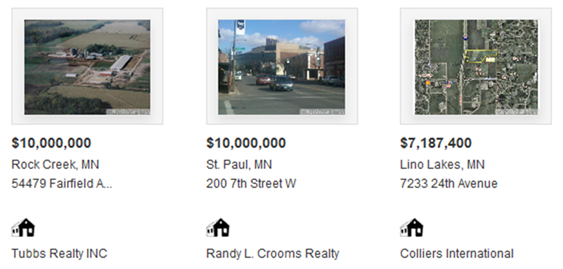 $10,000,000
Rock Creek, MN
54479 Fairfield A...
Tubbs Realty INC
$10,000,000
St. Paul, MN
200 7th Street W
Randy L. Crooms Realty
$7,187,400
Lino Lakes, MN
7233 24th Avenue
Colliers International